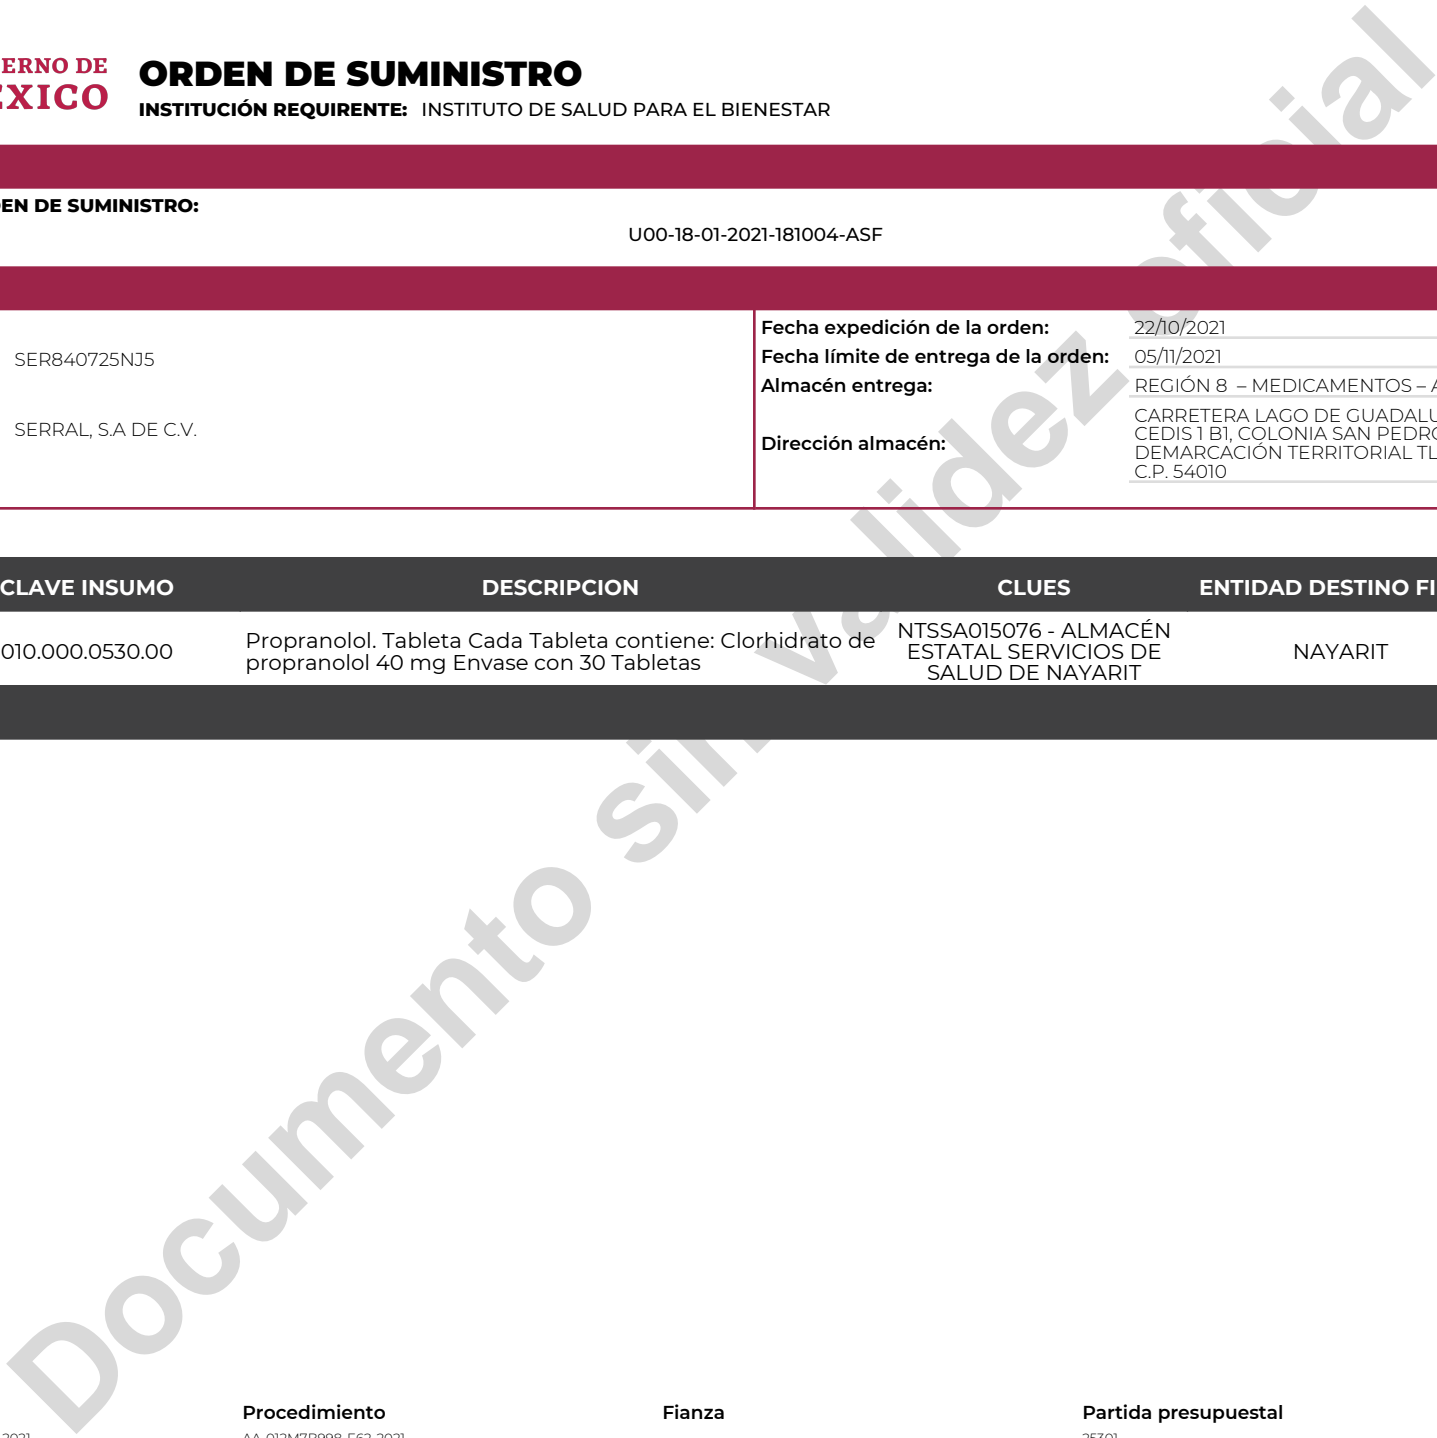 ERNO DE
ORDEN DE SUMINISTRO
INSTITUCIÓN REQUIRENTE: INSTITUTO DE SALUD PARA EL BIENESTAR
EN DE SUMINISTRO:
U00-18-01-2021-181004-ASF
SER840725NJ5
SERRAL, S.A DE C.V.
Fecha expedición de la orden: 22/10/2021
Fecha límite de entrega de la orden: 05/11/2021
Almacén entrega: REGIÓN 8 – MEDICAMENTOS – A
Dirección almacén: CARRETERA LAGO DE GUADALU
CEDIS 1 B1, COLONIA SAN PEDRO
DEMARCACIÓN TERRITORIAL TL
C.P. 54010
CLAVE INSUMO DESCRIPCION CLUES ENTIDAD DESTINO FI
010.000.0530.00 Propranolol. Tableta Cada Tableta contiene: Clorhidrato de
propranolol 40 mg Envase con 30 Tabletas
NTSSA015076 - ALMACÉN
ESTATAL SERVICIOS DE
SALUD DE NAYARIT
NAYARIT
Documento sin validez oficial
Procedimiento Fianza Partida presupuestal